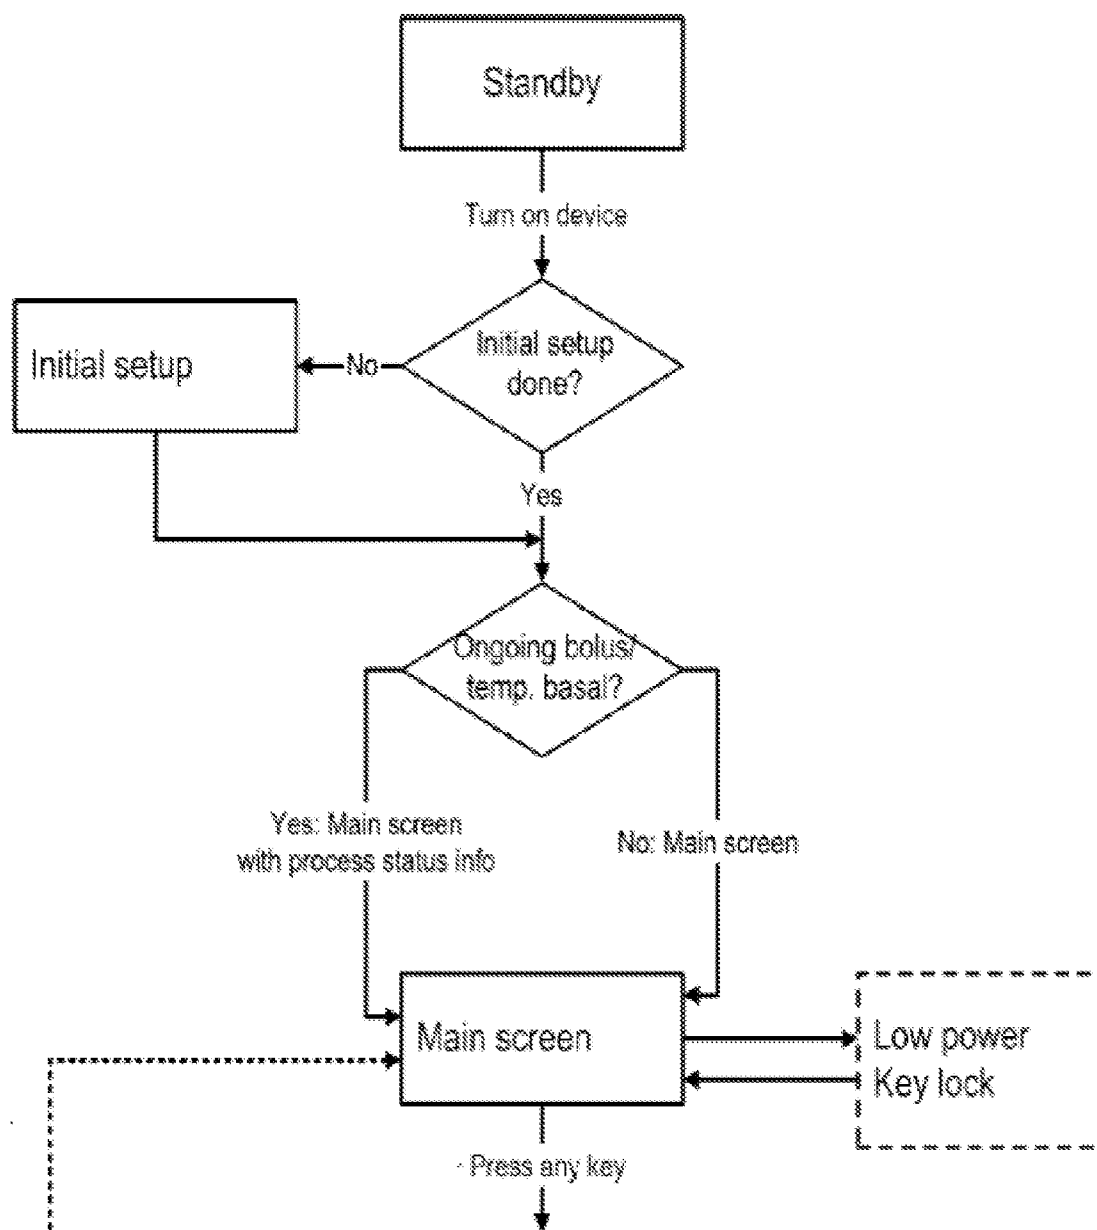 Standby
Turn on device
Initial setup
done?
No
Initial setup
Yes
Ongoing bolus/
temp. basal?
Yes: Main screen
with process status info
No: Main screen
Main screen
Low power
Key lock
- Press any key